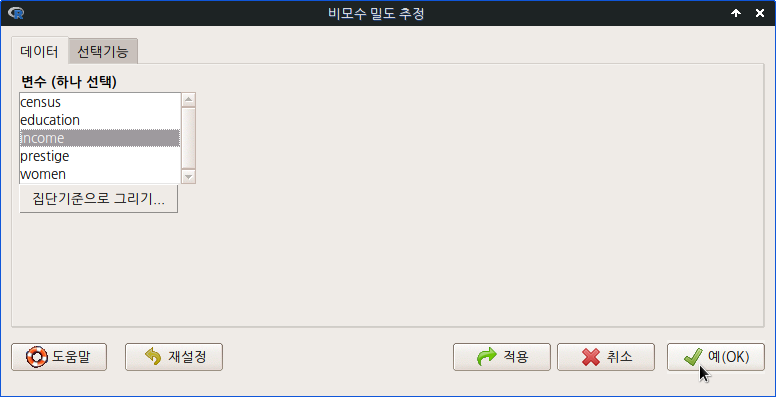 비모수 밀도 추정
데이터 선택기능
변수 (하나 선택)
census
education
income
prestige
women
집단기준으로 그리기...
도움말 재설정 적용 취소 예(OK)